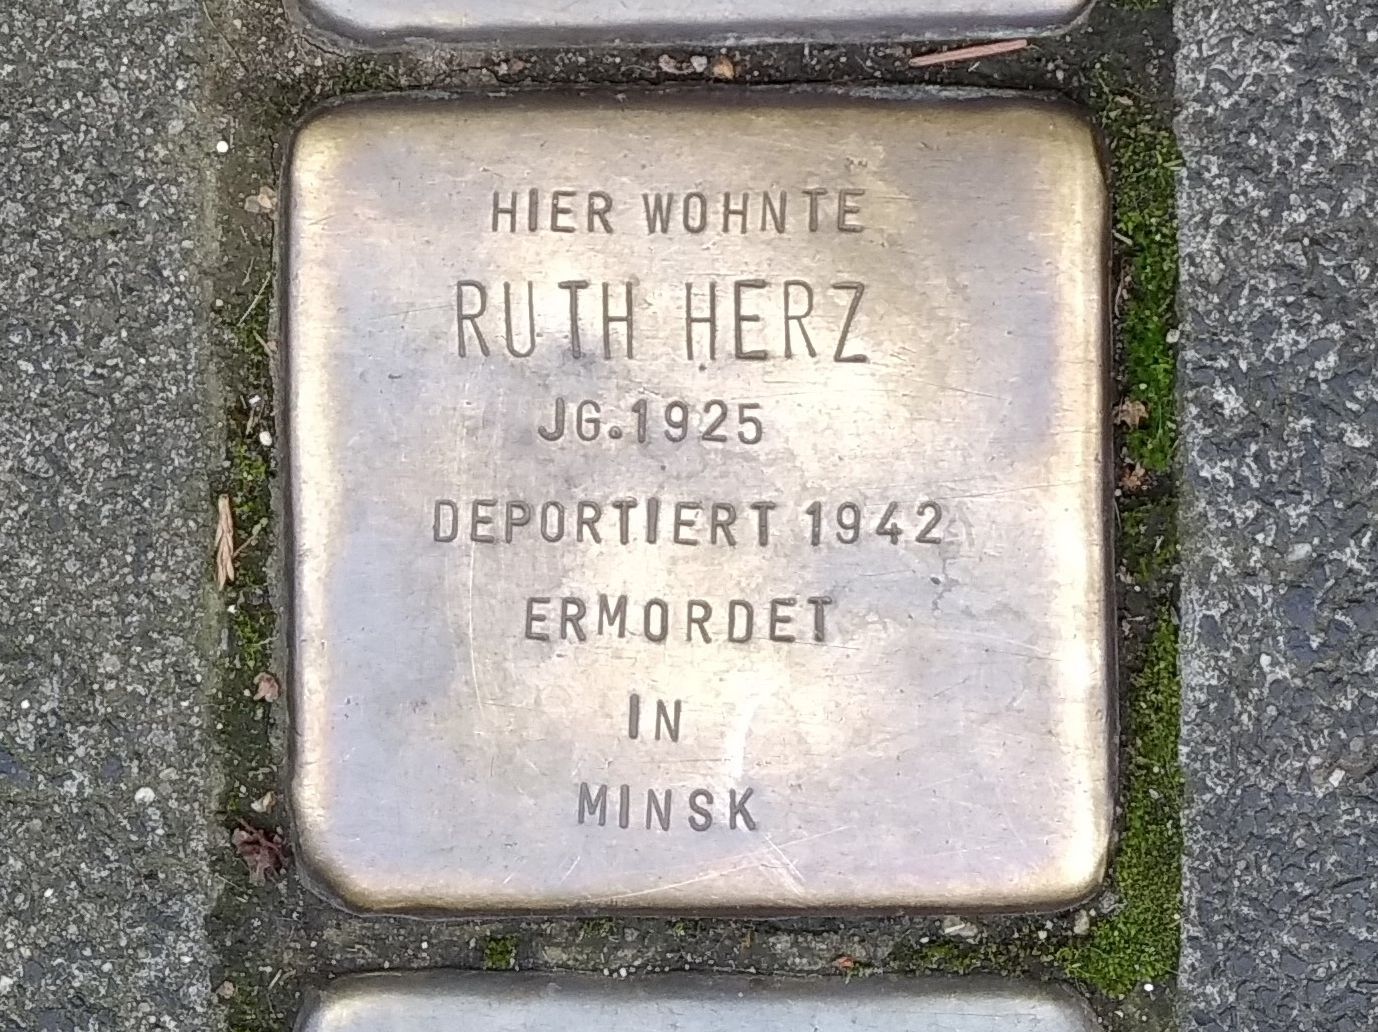 HIER WOHNTE
RUTH HERZ
JG.1925
DEPORTIERT 1942
ERMORDET
IN
MINSK